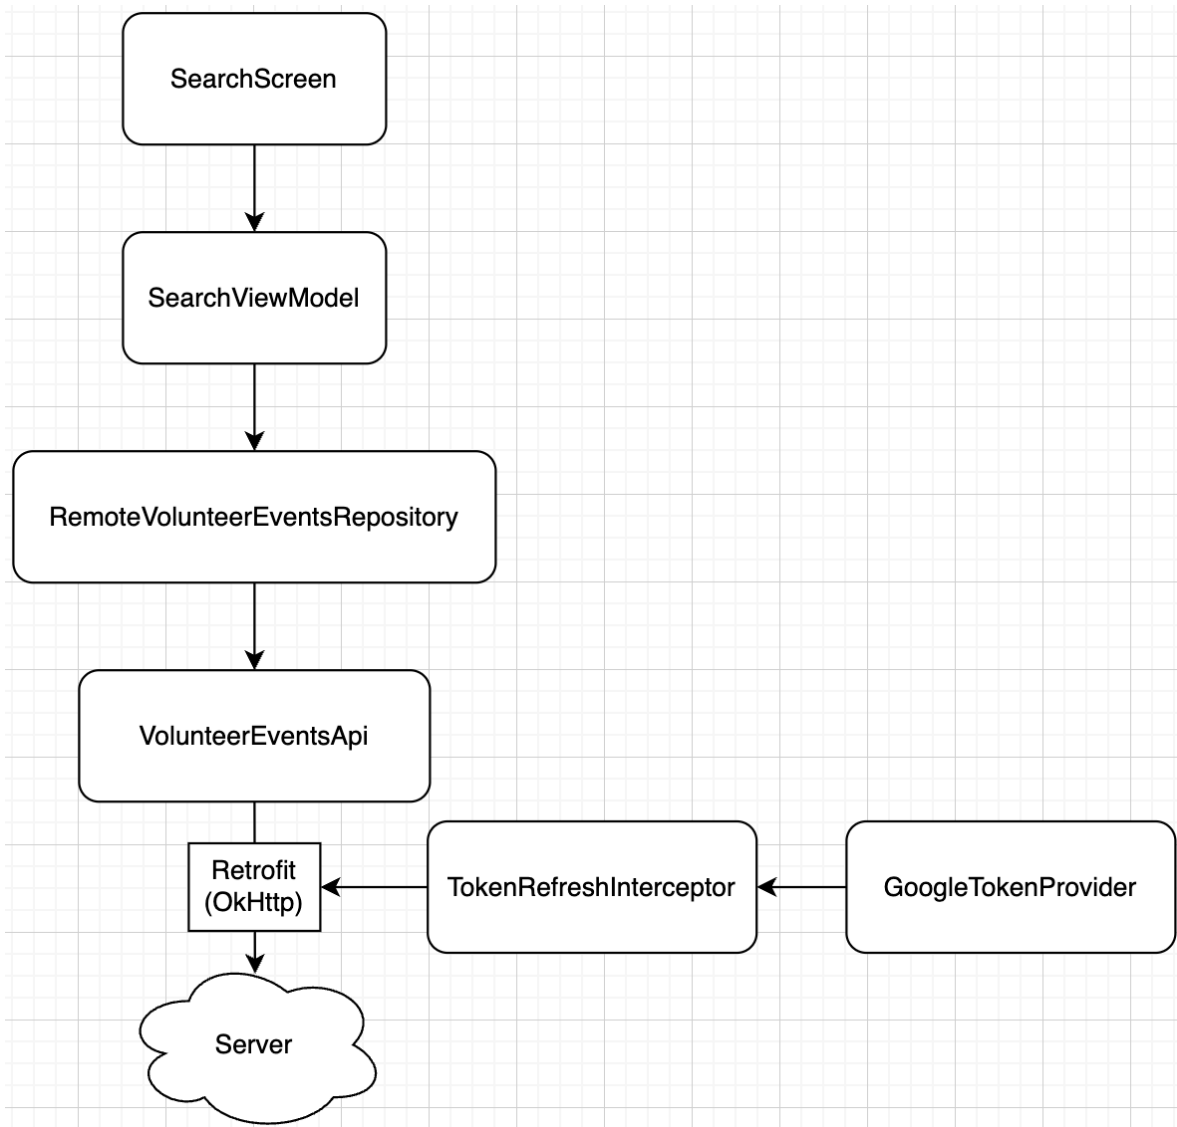 SearchScreen
SearchViewModel
RemoteVolunteerEventsRepository
VolunteerEventsApi
Retrofit
(OkHttp)
TokenRefreshInterceptor
GoogleTokenProvider
Server